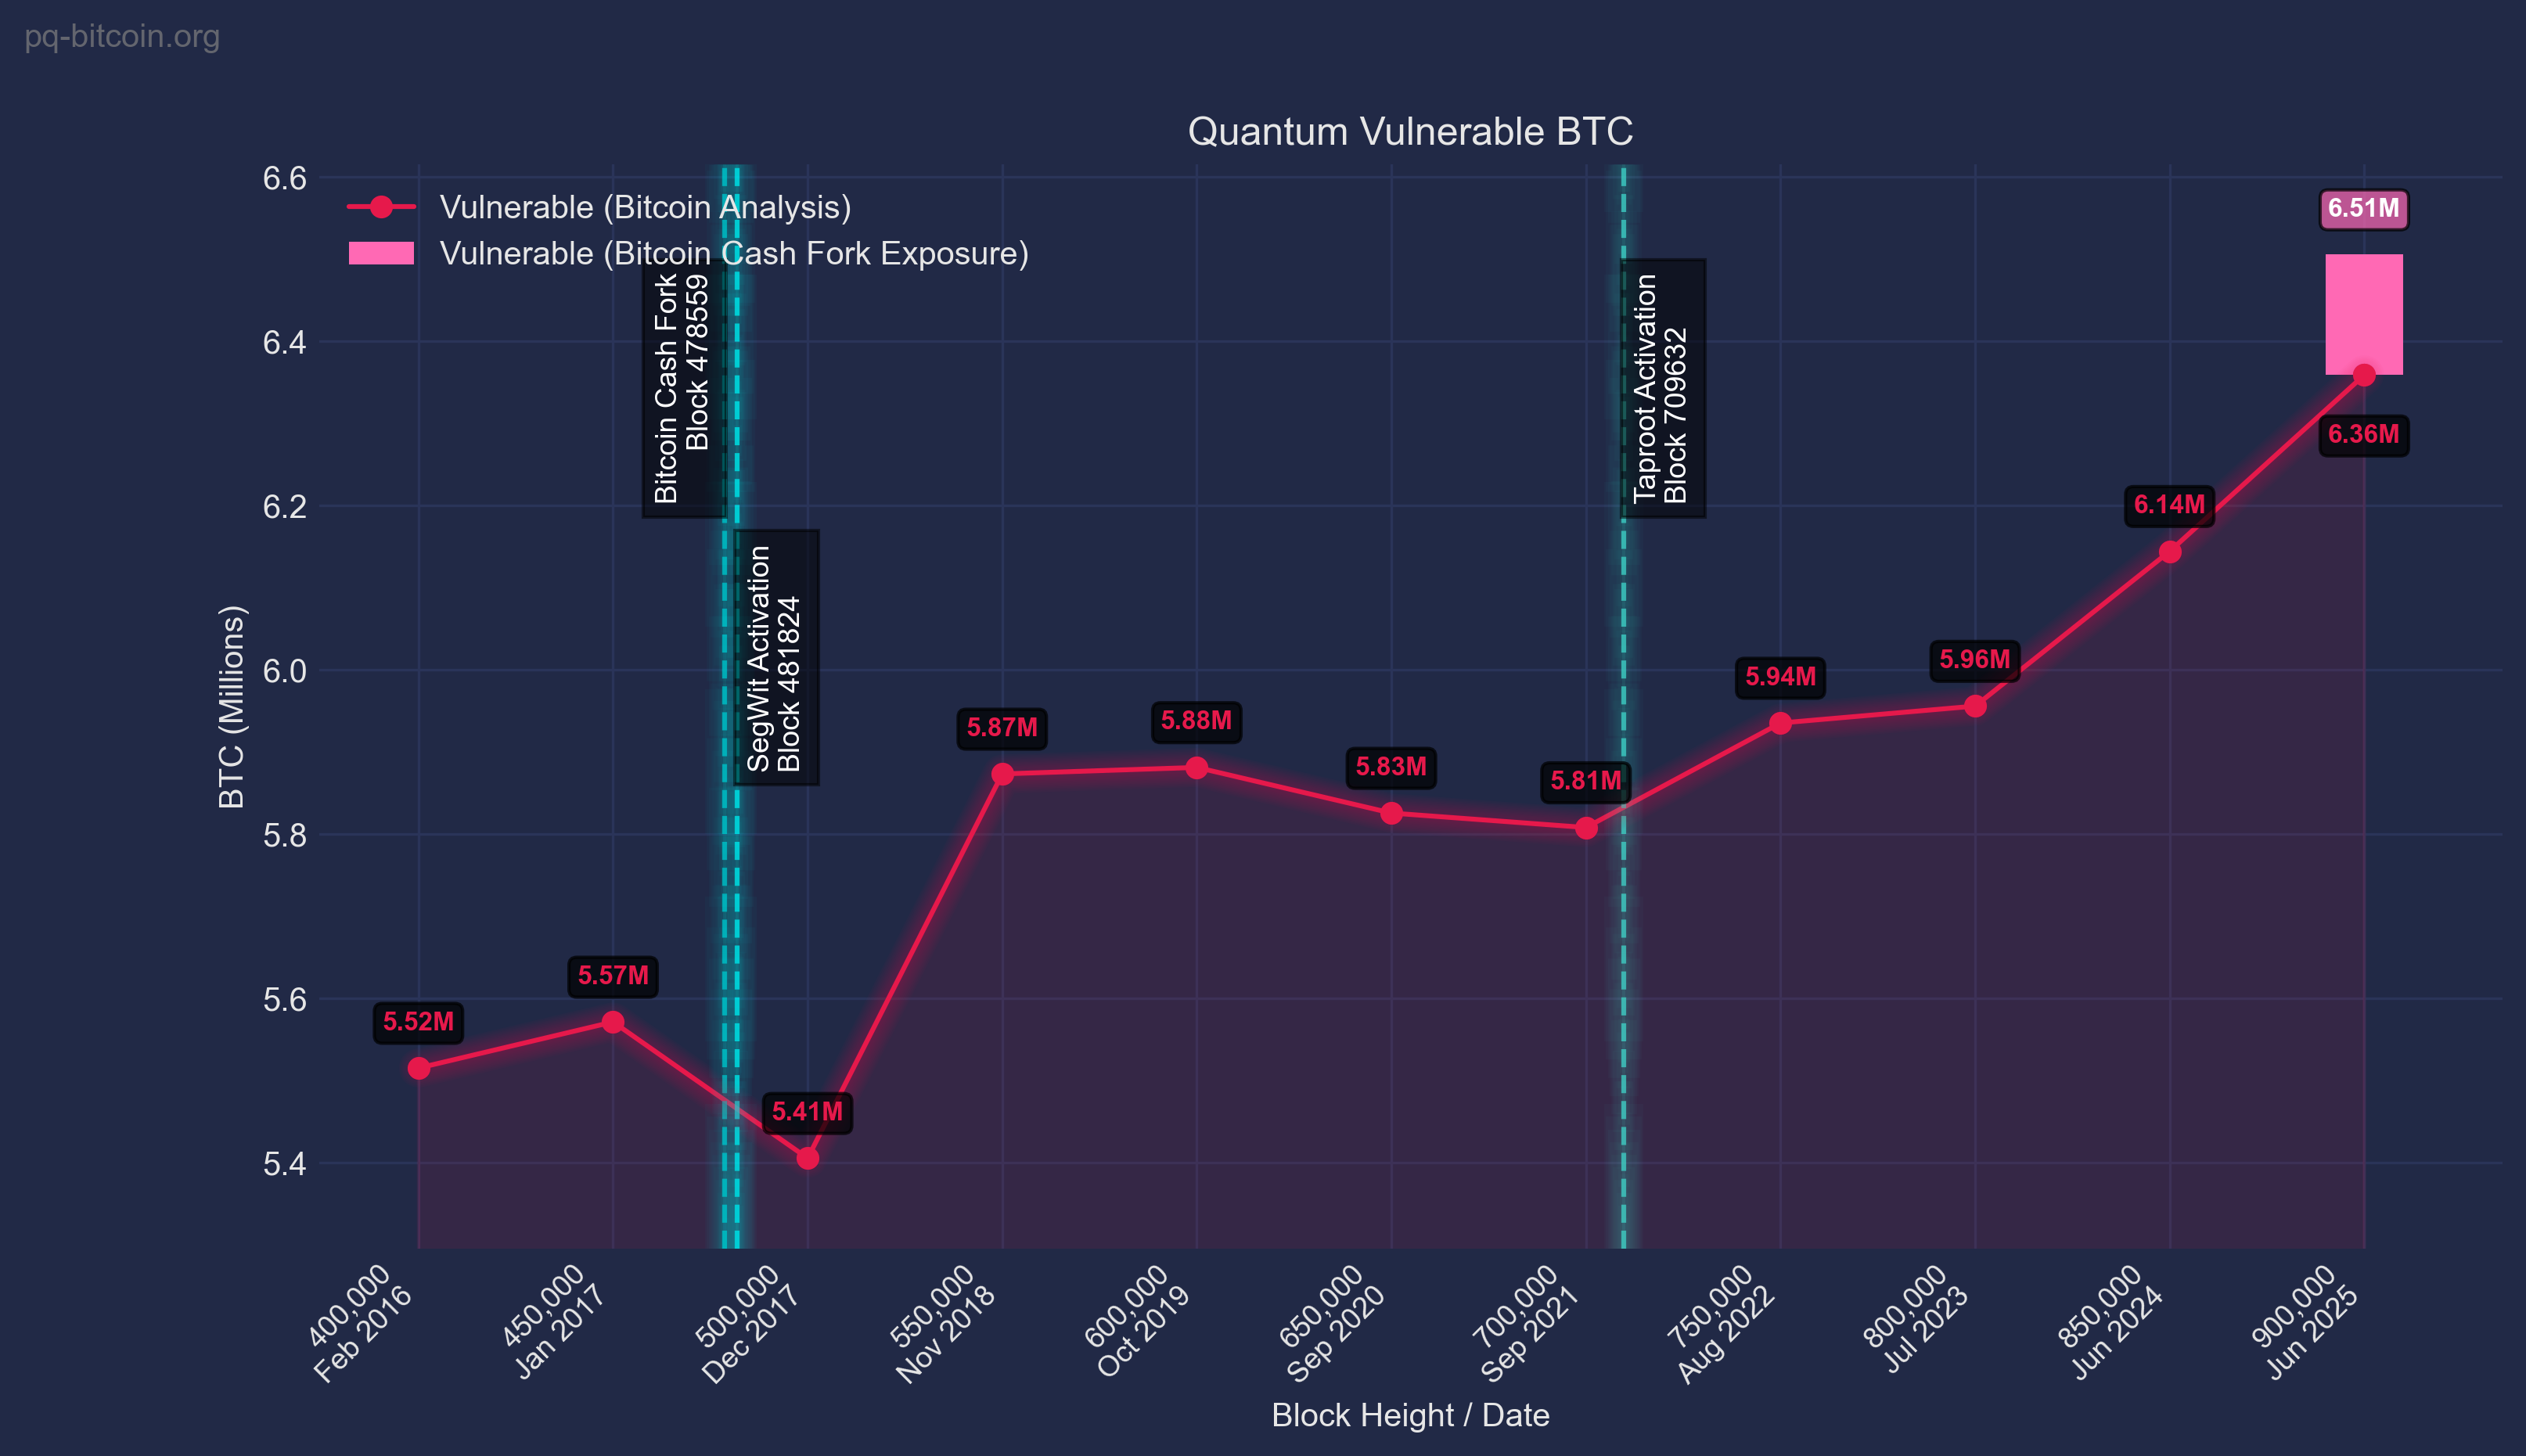 pq-bitcoin.org
Quantum Vulnerable BTC
Vulnerable (Bitcoin Analysis)
Vulnerable (Bitcoin Cash Fork Exposure)
BTC (Millions)
6.6
6.4
6.2
6.0
5.8
5.6
5.4
Bitcoin Cash Fork
Block 478559
SegWit Activation
Block 481824
Taproot Activation
Block 709632
5.52M
5.57M
5.41M
5.87M
5.88M
5.83M
5.81M
5.94M
5.96M
6.14M
6.36M
6.51M
400,000
Feb 2016
450,000
Jan 2017
500,000
Dec 2017
550,000
Nov 2018
600,000
Oct 2019
650,000
Sep 2020
700,000
Sep 2021
750,000
Aug 2022
800,000
Jul 2023
850,000
Jun 2024
900,000
Jun 2025
Block Height / Date